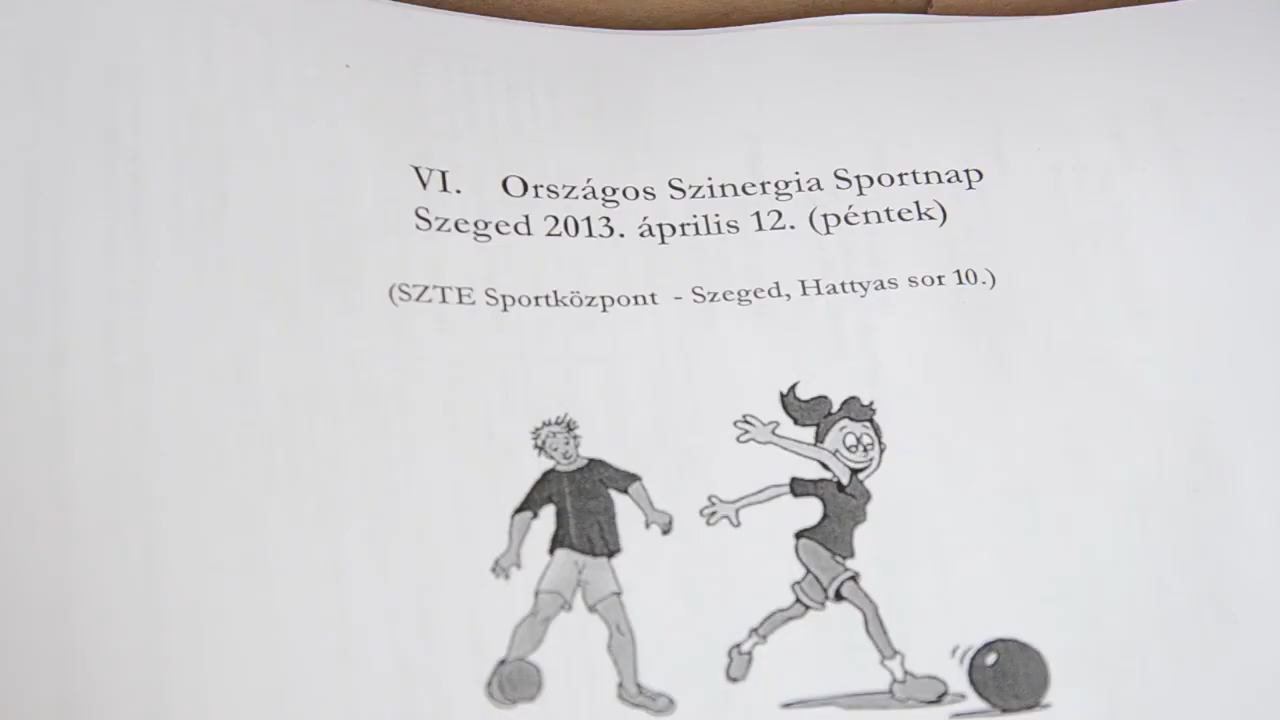 VI. Országos Szinergia Sportnap
Szeged 2013. április 12. (péntek)
(SZTE Sportközpont - Szeged, Hattyas sor 10.)